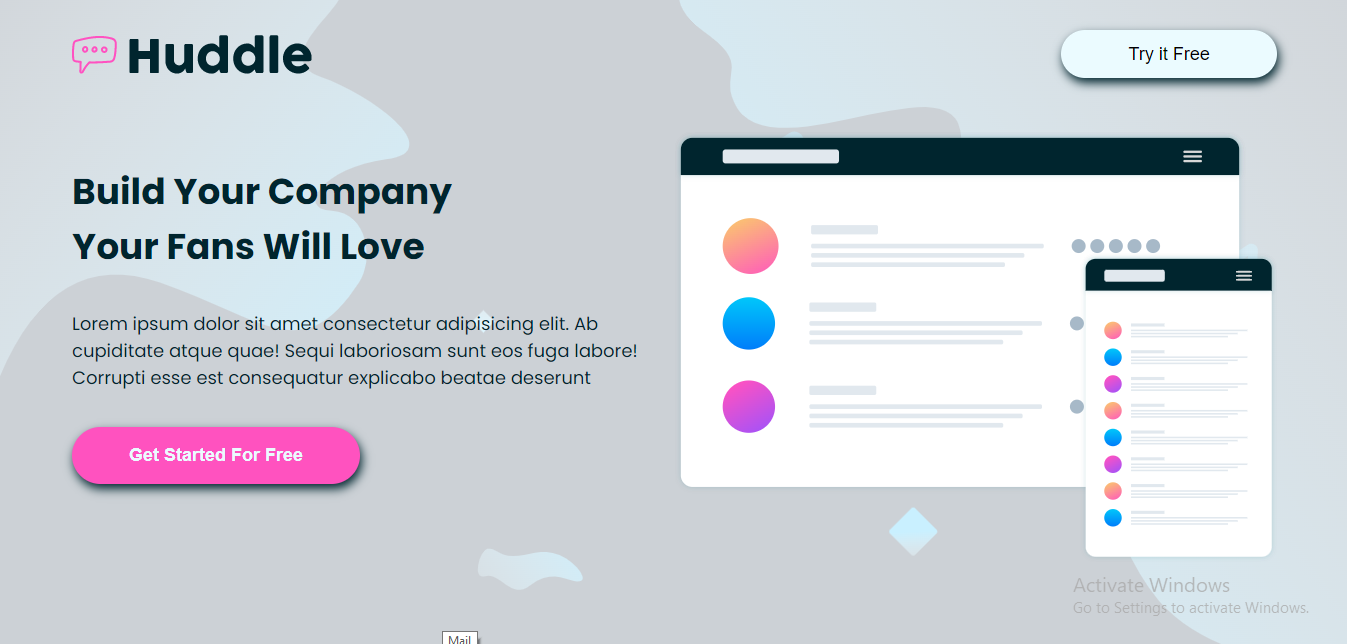 Huddle
Try it Free
Build Your Company
Your Fans Will Love
Lorem ipsum dolor sit amet consectetur adipisicing elit. Ab
cupiditate atque quae! Sequi laboriosam sunt eos fuga labore!
Corrupti esse est consequatur explicabo beatae deserunt
Get Started For Free
Activate Windows
Go to Settings to activate Windows.
Mail